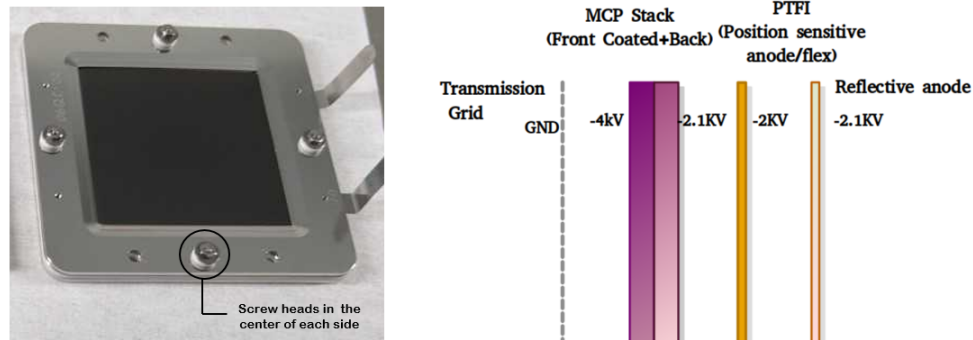 Screw heads in the
center of each side
MCP Stack
(Front Coated+Back)
PTFI
(Position sensitive
anode/flex)
Transmission
Grid
GND
-4kV
-2.1KV
-2KV
Reflective anode
-2.1KV